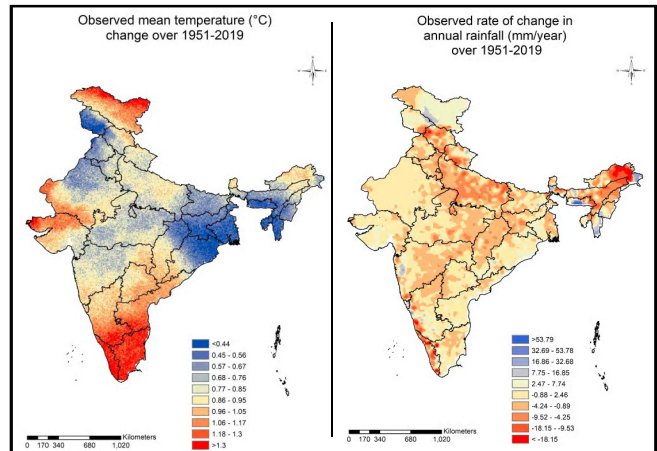 Observed mean temperature (°C)
change over 1951-2019
<0.44
0.45 - 0.56
0.57 - 0.67
0.68 - 0.76
0.77 - 0.85
0.86 - 0.95
0.96 - 1.05
1.06 - 1.17
1.18 - 1.3
>1.3
Kilometers
0 170 340 680 1,020
Observed rate of change in
annual rainfall (mm/year)
over 1951-2019
>53.79
32.69 - 53.78
16.86 - 32.68
7.75 - 16.85
2.47 - 7.74
-0.88 - 2.46
-4.24 - -0.89
-9.52 - -4.25
-18.15 - -9.53
< -18.15
Kilometers
0 170 340 680 1,020